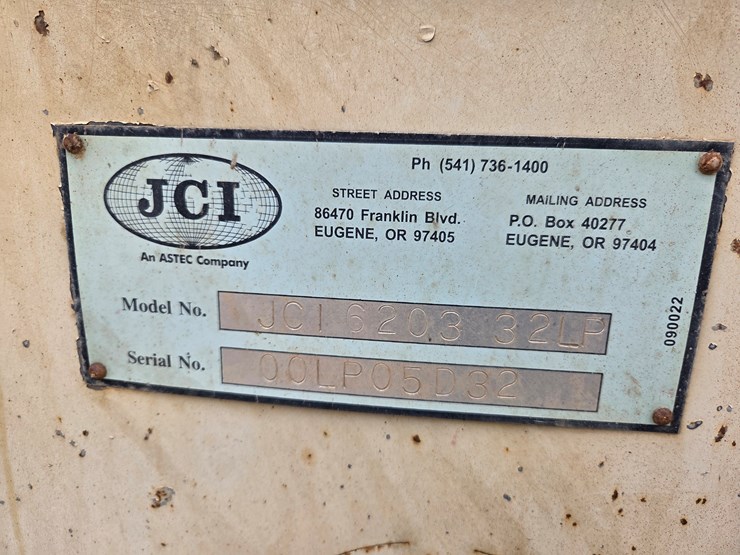 JCI
An ASTEC Company
Ph (541) 736-1400
STREET ADDRESS
86470 Franklin Blvd.
EUGENE, OR 97405
MAILING ADDRESS
P.O. Box 40277
EUGENE, OR 97404
Model No. JCI 6203 32LP
Serial No. 00LP05D32
090022